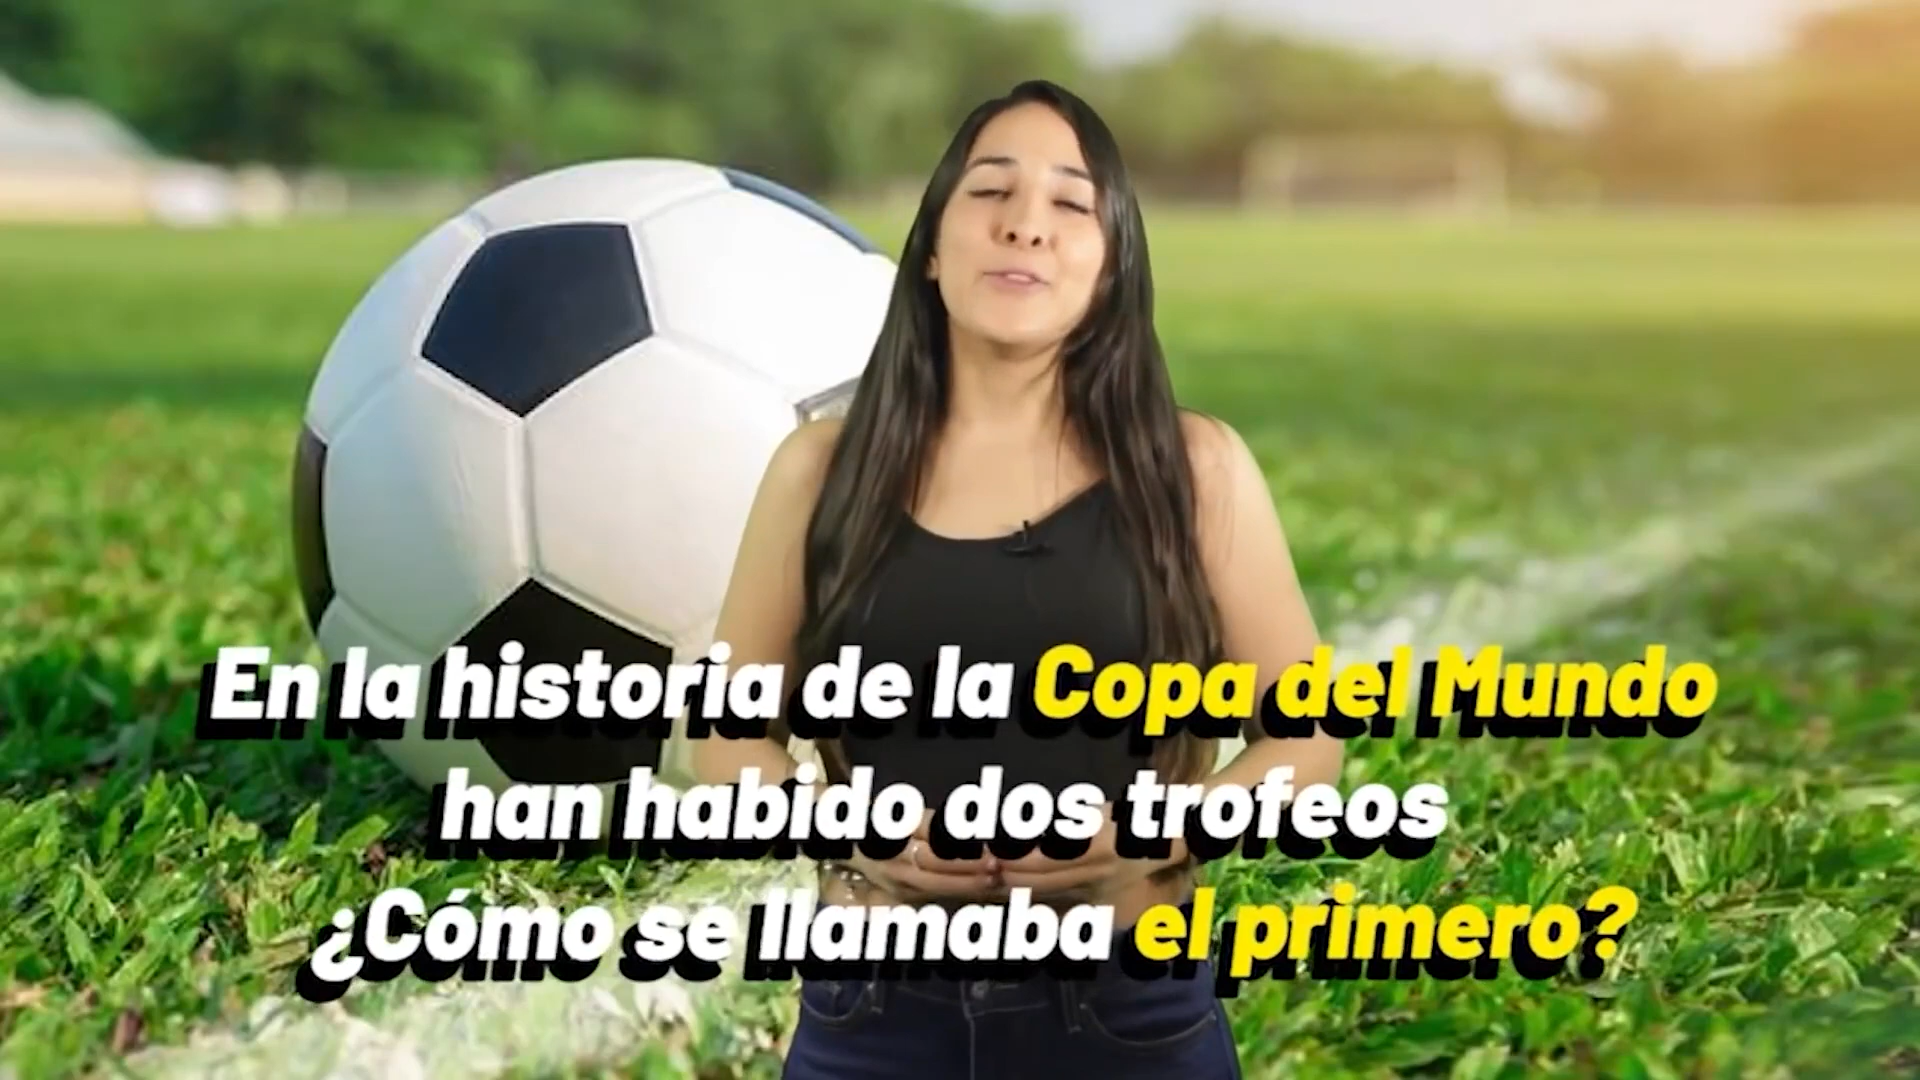 En la historia de la Copa del Mundo
han habido dos trofeos
¿Cómo se llamaba el primero?